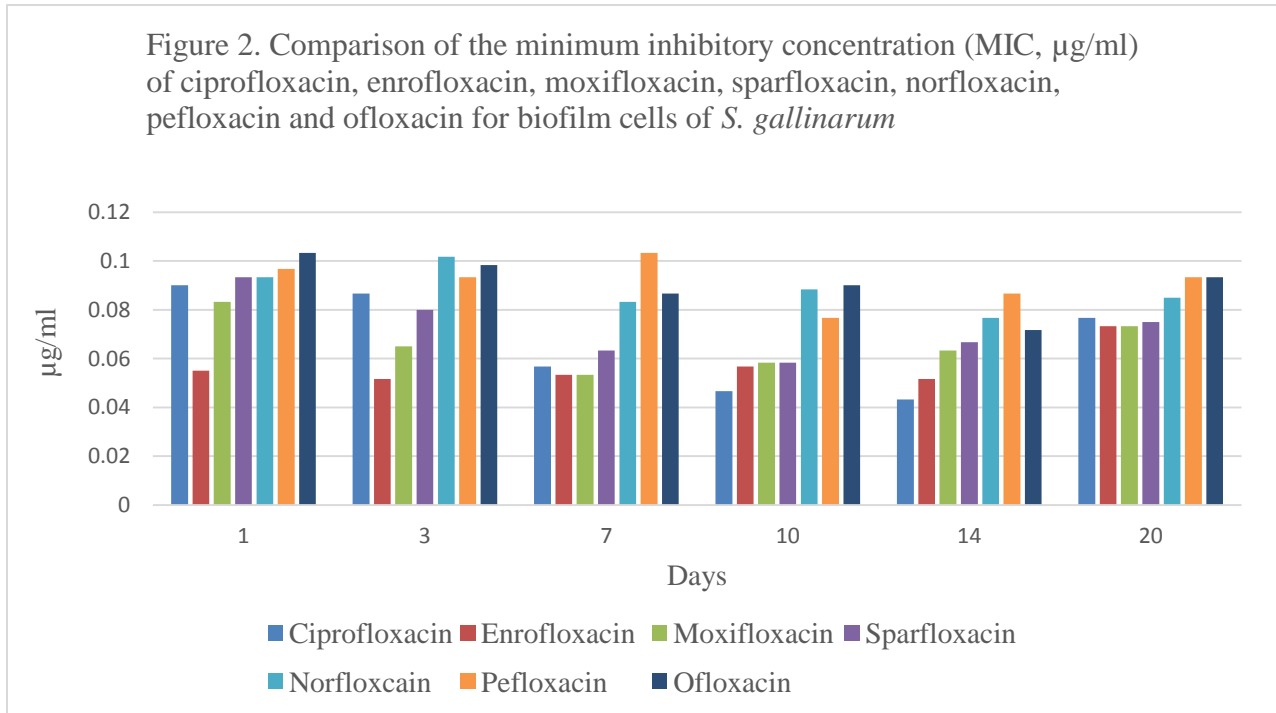 Figure 2. Comparison of the minimum inhibitory concentration (MIC, µg/ml)
of ciprofloxacin, enrofloxacin, moxifloxacin, sparfloxacin, norfloxacin,
pefloxacin and ofloxacin for biofilm cells of S. gallinarum
0.12
0.1
0.08
0.06
0.04
0.02
0
µg/ml
1 3 7 10 14 20
Days
Ciprofloxacin Enrofloxacin Moxifloxacin Sparfloxacin
Norfloxcain Pefloxacin Ofloxacin